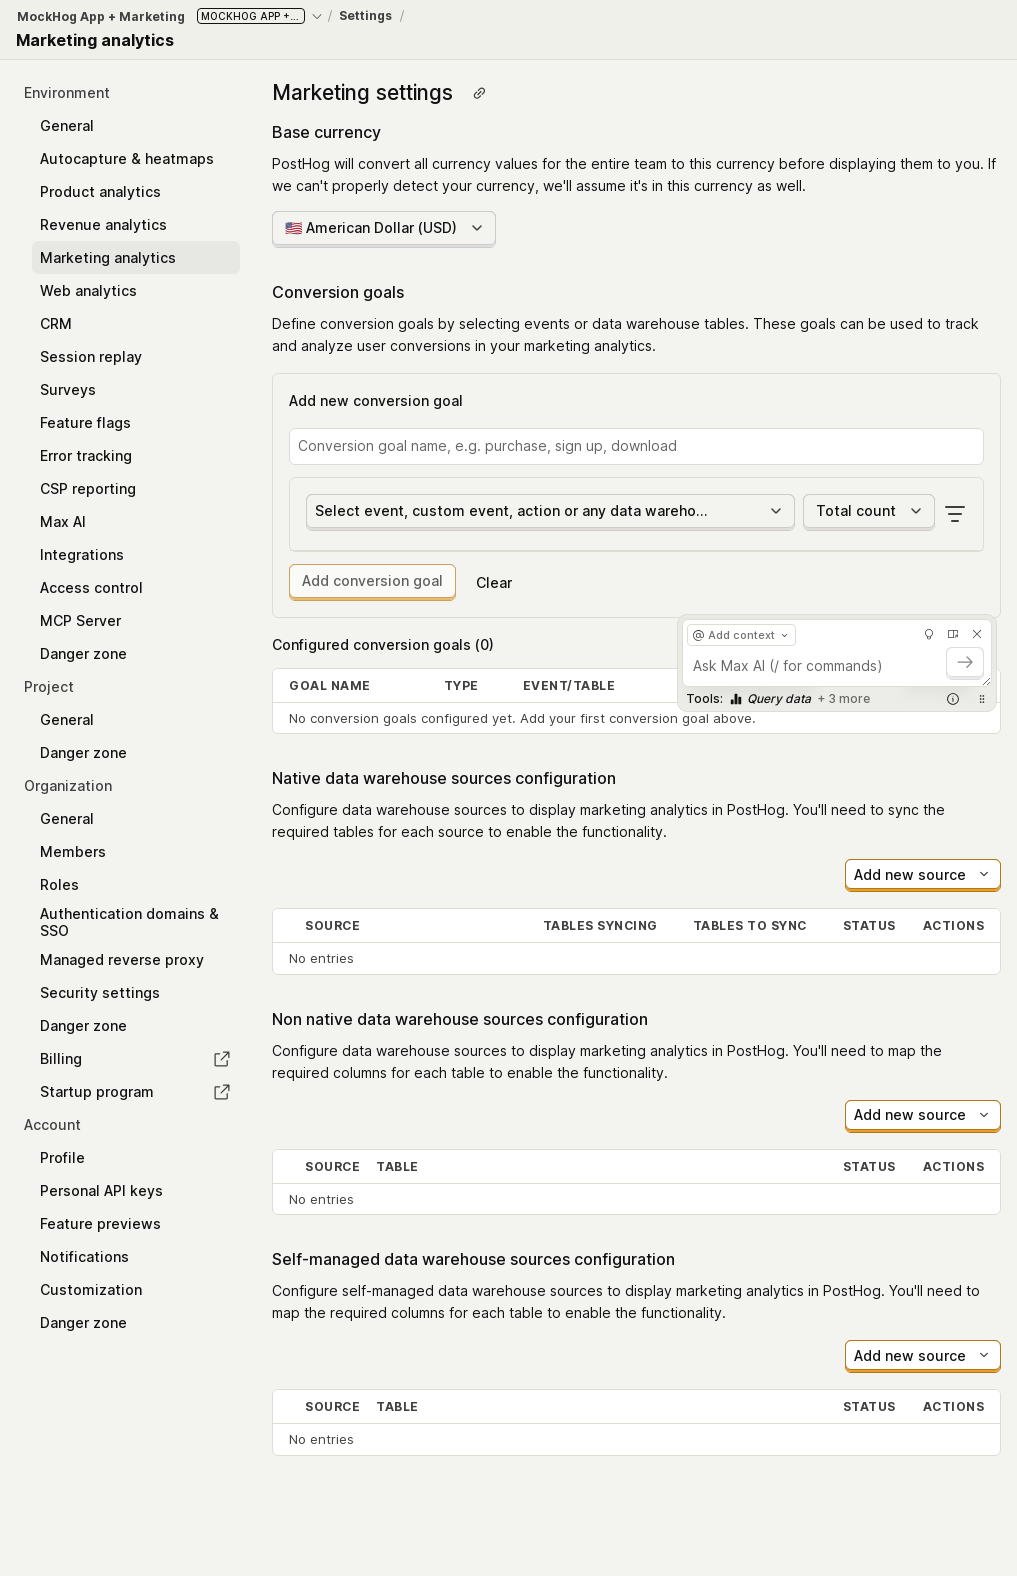 MockHog App + Marketing MOCKHOG APP +... / Settings /
Marketing analytics
Environment
General
Autocapture & heatmaps
Product analytics
Revenue analytics
Marketing analytics
Web analytics
CRM
Session replay
Surveys
Feature flags
Error tracking
CSP reporting
Max AI
Integrations
Access control
MCP Server
Danger zone
Project
General
Danger zone
Organization
General
Members
Roles
Authentication domains &
SSO
Managed reverse proxy
Security settings
Danger zone
Billing
Startup program
Account
Profile
Personal API keys
Feature previews
Notifications
Customization
Danger zone
Marketing settings
Base currency
PostHog will convert all currency values for the entire team to this currency before displaying them to you. If
we can't properly detect your currency, we'll assume it's in this currency as well.
🇺🇸 American Dollar (USD)
Conversion goals
Define conversion goals by selecting events or data warehouse tables. These goals can be used to track
and analyze user conversions in your marketing analytics.
Add new conversion goal
Conversion goal name, e.g. purchase, sign up, download
Select event, custom event, action or any data wareho... Total count
Add conversion goal Clear
Configured conversion goals (0)
GOAL NAME TYPE EVENT/TABLE
No conversion goals configured yet. Add your first conversion goal above.
@ Add context
Ask Max AI (/ for commands)
Tools: Query data + 3 more
Native data warehouse sources configuration
Configure data warehouse sources to display marketing analytics in PostHog. You'll need to sync the
required tables for each source to enable the functionality.
Add new source
SOURCE TABLES SYNCING TABLES TO SYNC STATUS ACTIONS
No entries
Non native data warehouse sources configuration
Configure data warehouse sources to display marketing analytics in PostHog. You'll need to map the
required columns for each table to enable the functionality.
Add new source
SOURCE TABLE STATUS ACTIONS
No entries
Self-managed data warehouse sources configuration
Configure self-managed data warehouse sources to display marketing analytics in PostHog. You'll need to
map the required columns for each table to enable the functionality.
Add new source
SOURCE TABLE STATUS ACTIONS
No entries